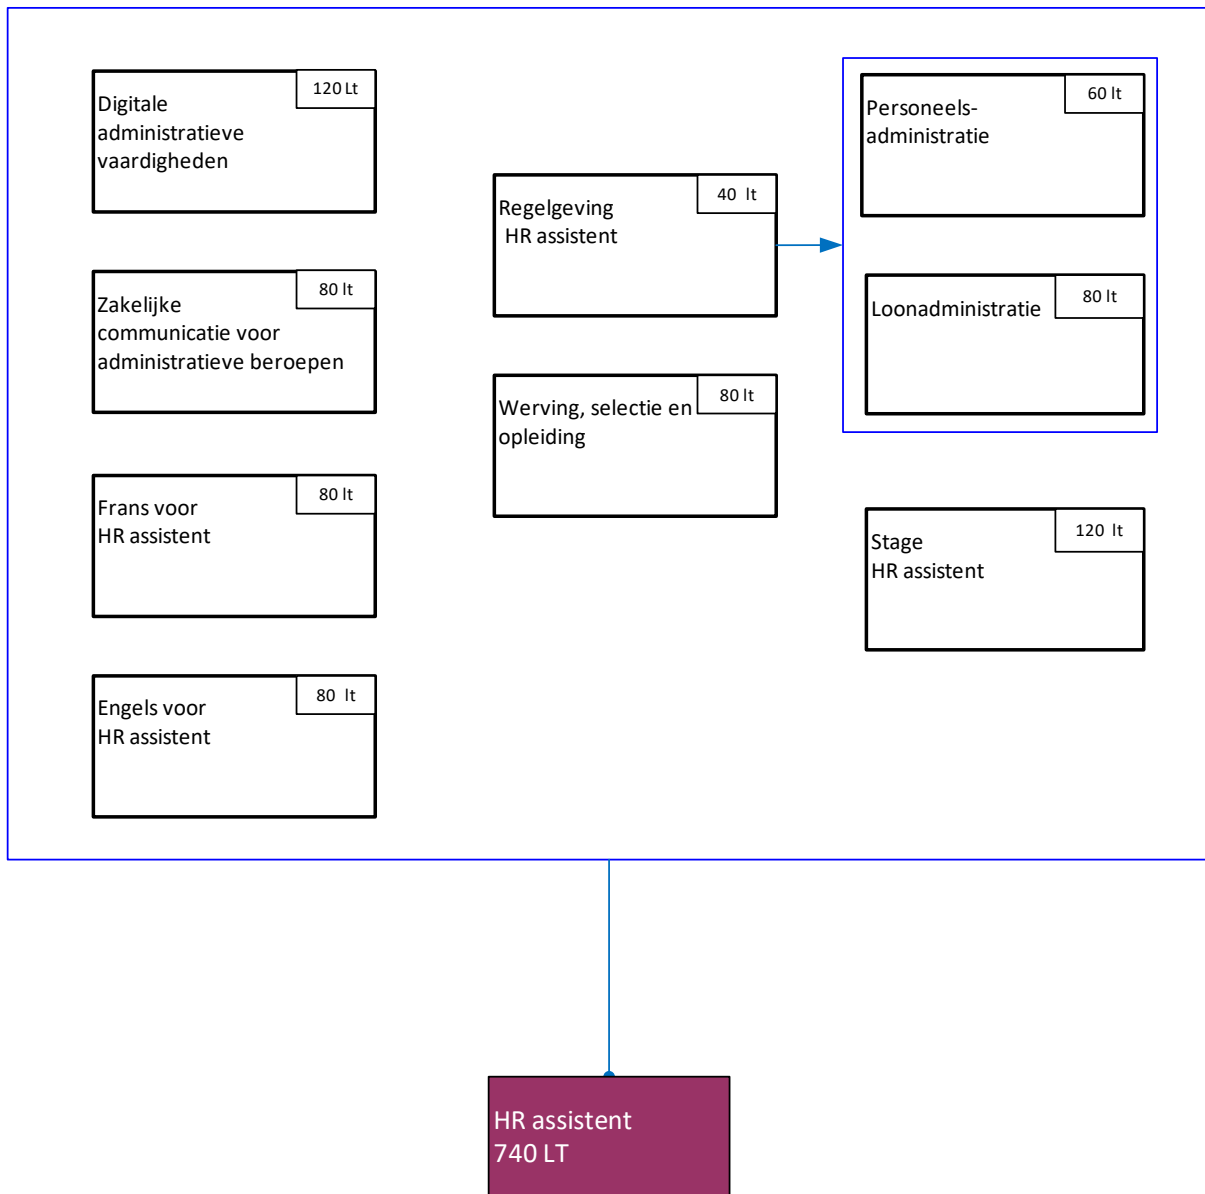 120 Lt
Digitale
administratieve
vaardigheden
80 lt
Zakelijke
communicatie voor
administratieve beroepen
80 lt
Frans voor
HR assistent
80 lt
Engels voor
HR assistent
40 lt
Regelgeving
HR assistent
80 lt
Werving, selectie en
opleiding
60 lt
Personeels-
administratie
80 lt
Loonadministratie
120 lt
Stage
HR assistent
HR assistent
740 LT